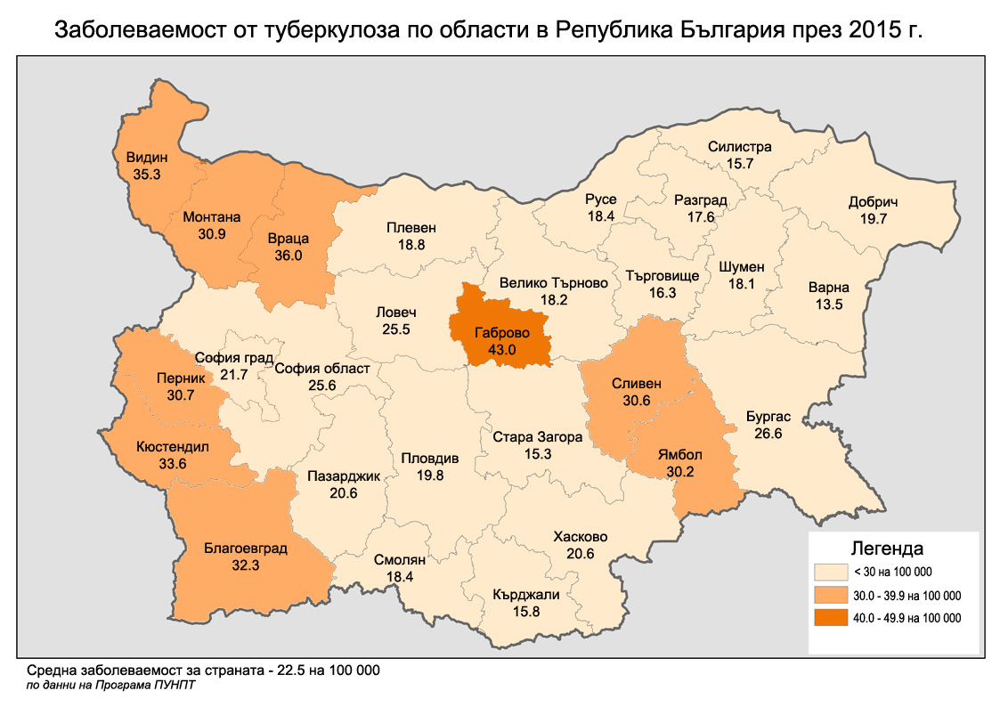 Заболеваемост от туберкулоза по области в Република България през 2015 г.
Силистра
15.7
Видин
35.3
Русе
18.4
Разград
17.6
Добрич
19.7
Монтана
30.9
Враца
36.0
Плевен
18.8
Велико Търново
18.2
Търговище
16.3
Шумен
18.1
Варна
13.5
Ловеч
25.5
Габрово
43.0
София град
21.7
София област
25.6
Перник
30.7
Сливен
30.6
Бургас
26.6
Кюстендил
33.6
Стара Загора
15.3
Ямбол
30.2
Пловдив
19.8
Пазарджик
20.6
Благоевград
32.3
Хасково
20.6
Смолян
18.4
Кърджали
15.8
Легенда
< 30 на 100 000
30.0 - 39.9 на 100 000
40.0 - 49.9 на 100 000
Средна заболеваемост за страната - 22.5 на 100 000
по данни на Програма ПУНПТ